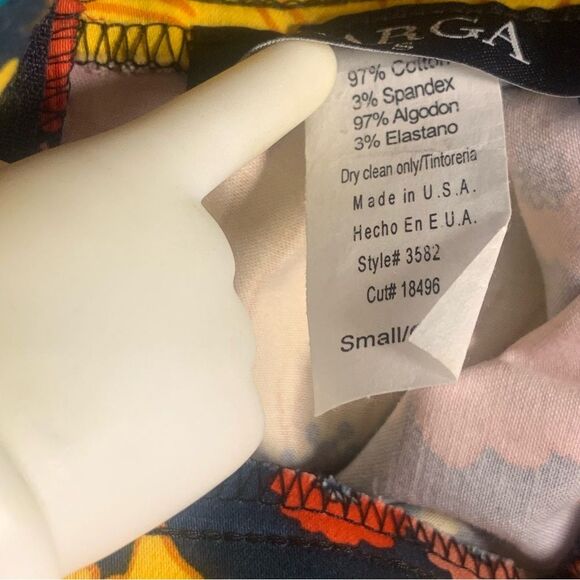 ARGA
S
97% Cotton
3% Spandex
97% Algodon
3% Elastano
Dry clean only/Tintoreria
Made in U.S.A.
Hecho En E.U.A.
Style# 3582
Cut# 18496
Small/